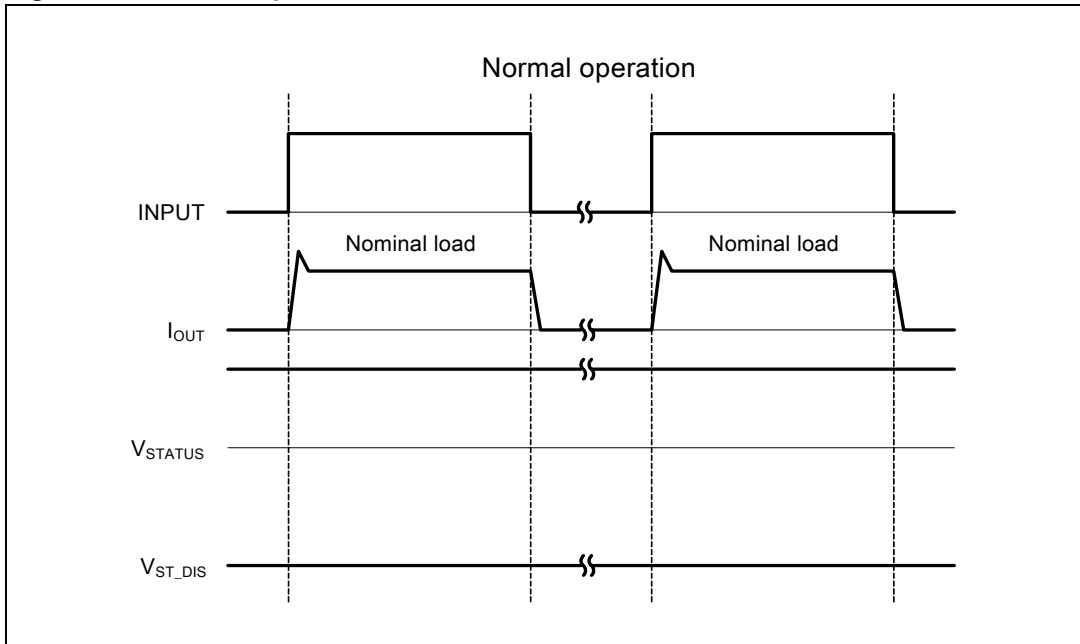 Normal operation
INPUT
Nominal load Nominal load
IOUT
VSTATUS
VST_DIS